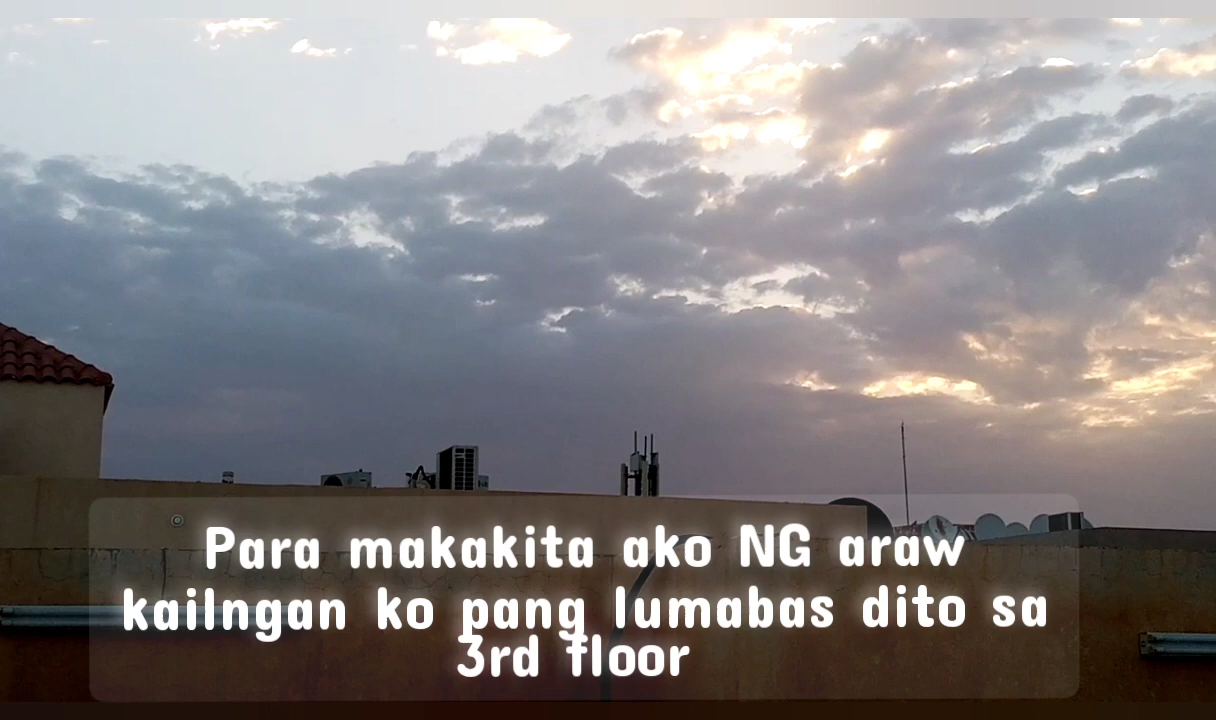 Para makakita ako NG araw
kailngan ko pang lumabas dito sa
3rd floor